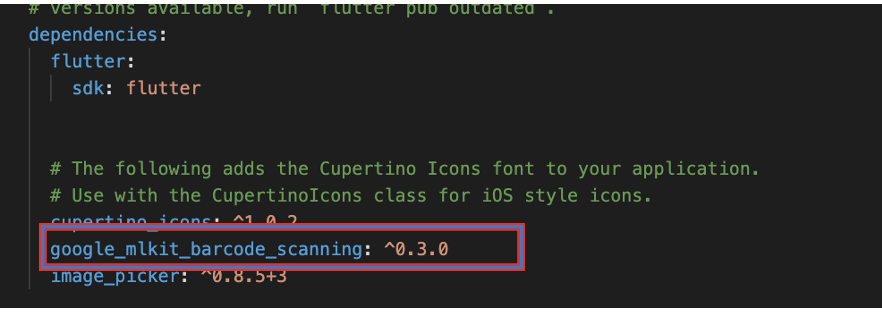 # versions available, run `flutter pub outdated`.
dependencies:
flutter:
sdk: flutter
# The following adds the Cupertino Icons font to your application.
# Use with the CupertinoIcons class for iOS style icons.
cupertino_icons: ^1.0.2
google_mlkit_barcode_scanning: ^0.3.0
image_picker: ^0.8.5+3